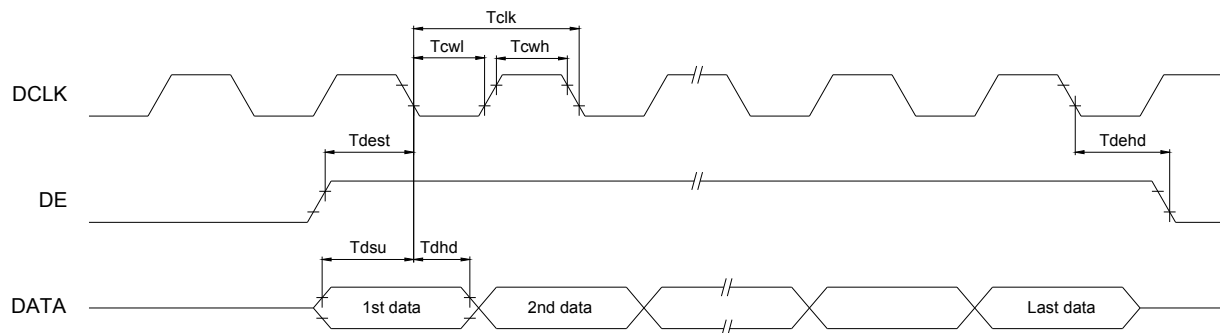 Tclk
Tcwl
Tcwh
DCLK
Tdest
Tdehd
DE
Tdsu
Tdhd
DATA
1st data
2nd data
Last data